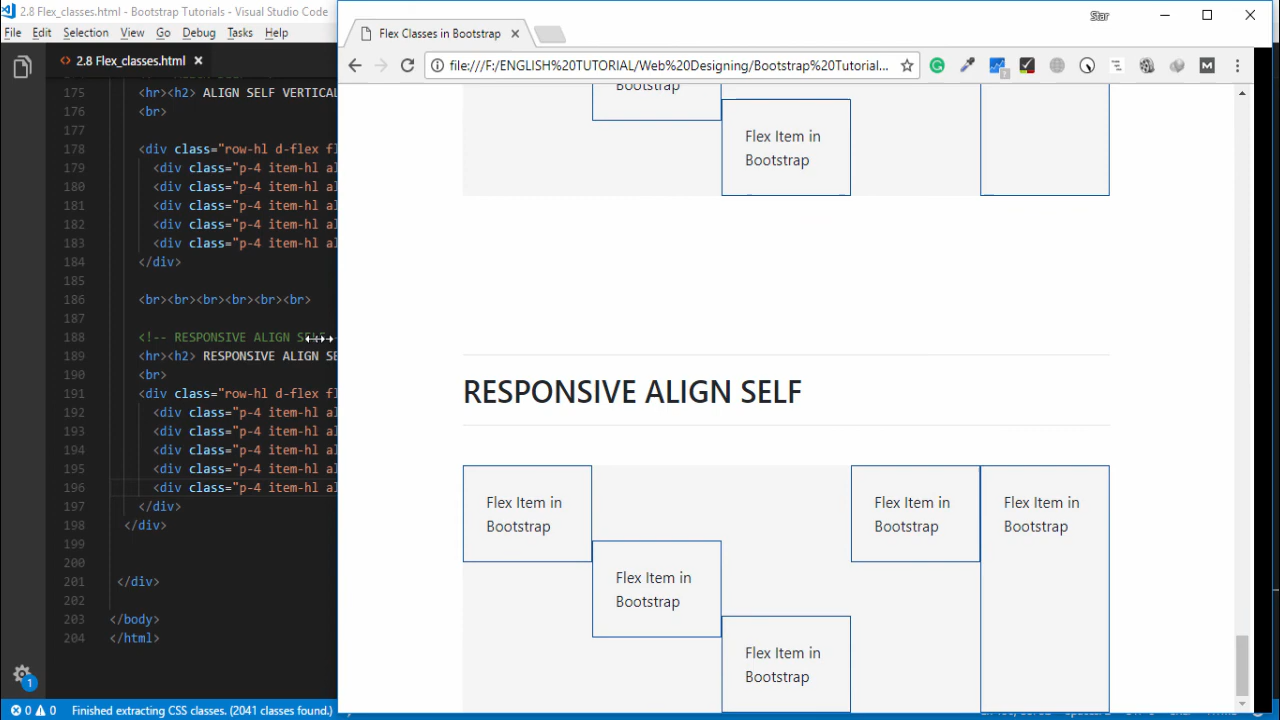 2.8 Flex_classes.html - Bootstrap Tutorials - Visual Studio Code
File Edit Selection View Go Debug Tasks Help
2.8 Flex_classes.html ×
175 <hr><h2> ALIGN SELF VERTICAL
176 <br>
177
178 <div class="row-hl d-flex fl
179 <div class="p-4 item-hl al
180 <div class="p-4 item-hl al
181 <div class="p-4 item-hl al
182 <div class="p-4 item-hl al
183 <div class="p-4 item-hl al
184 </div>
185
186 <br><br><br><br><br><br>
187
188 <!-- RESPONSIVE ALIGN SELF
189 <hr><h2> RESPONSIVE ALIGN SE
190 <br>
191 <div class="row-hl d-flex fl
192 <div class="p-4 item-hl al
193 <div class="p-4 item-hl al
194 <div class="p-4 item-hl al
195 <div class="p-4 item-hl al
196 <div class="p-4 item-hl al
197 </div>
198 </div>
199
200
201 </div>
202
203 </body>
204 </html>
1
0 0 Finished extracting CSS classes. (2041 classes found.)
Star
Flex Classes in Bootstrap ×
file:///F:/ENGLISH%20TUTORIAL/Web%20Designing/Bootstrap%20Tutorial...
Bootstrap
Flex Item in
Bootstrap
RESPONSIVE ALIGN SELF
Flex Item in
Bootstrap
Flex Item in
Bootstrap
Flex Item in
Bootstrap
Flex Item in
Bootstrap
Flex Item in
Bootstrap